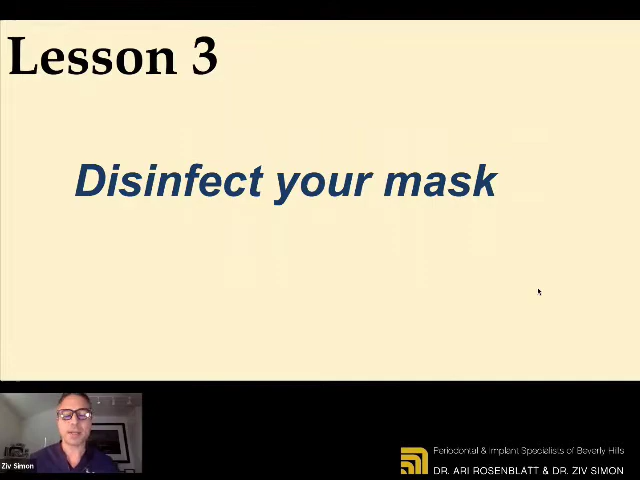 Lesson 3
Disinfect your mask
Ziv Simon
Periodontal & Implant Specialists of Beverly Hills
DR. ARI ROSENBLATT & DR. ZIV SIMON